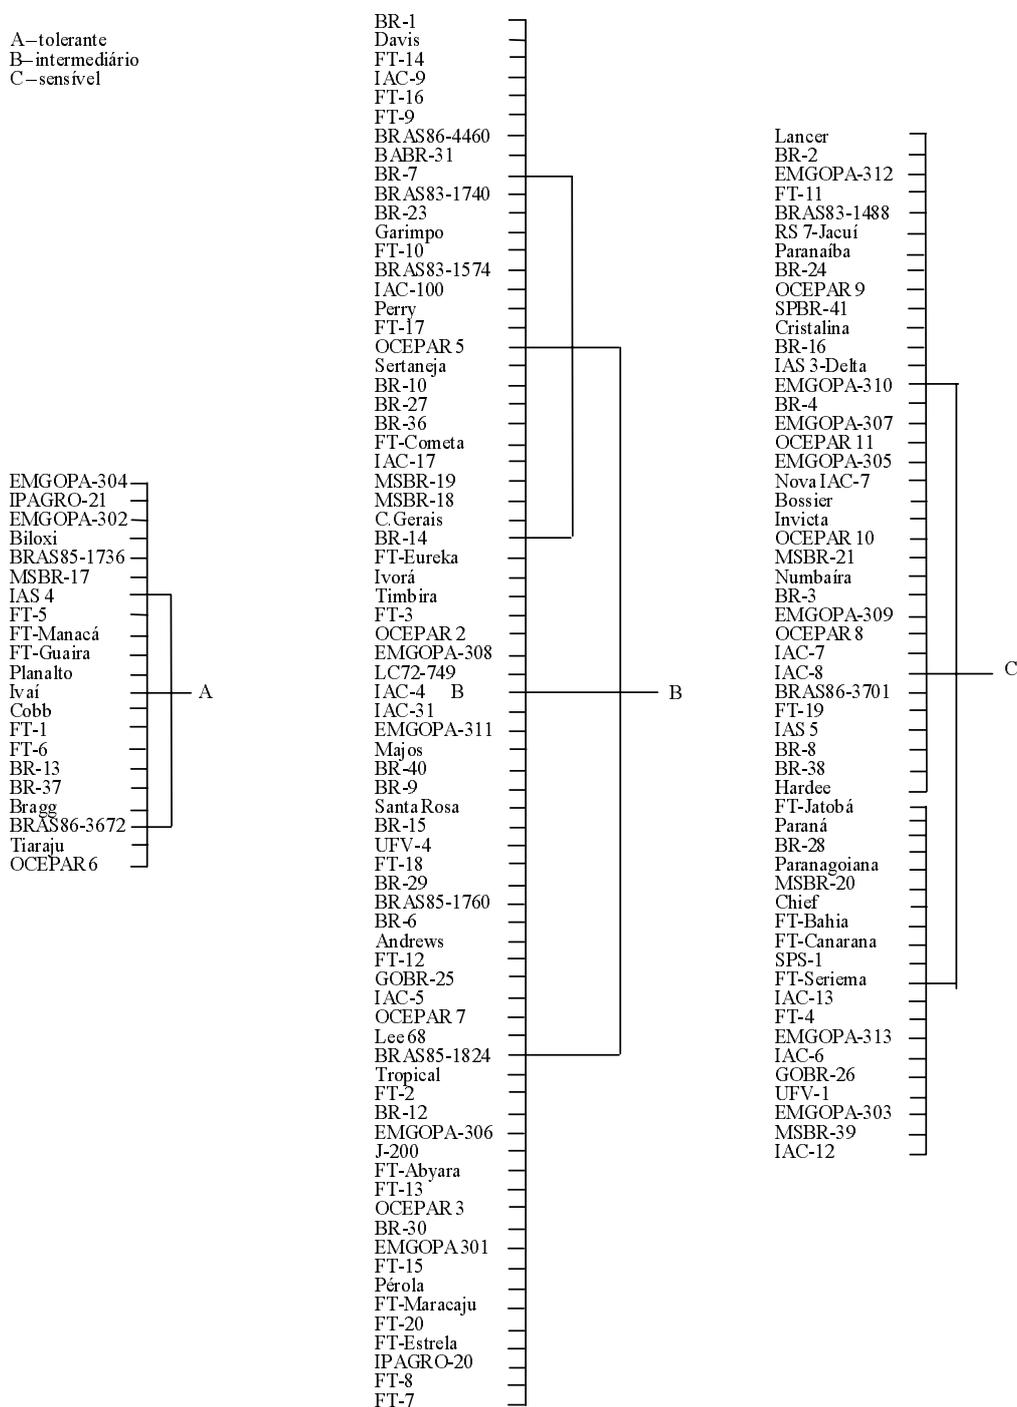 A–tolerante
B–intermediário
C–sensível
EMGOPA-304
IPAGRO-21
EMGOPA-302
Biloxi
BRAS85-1736
MSBR-17
IAS 4
FT-5
FT-Manacá
FT-Guaira
Planalto
Ivaí
A
Cobb
FT-1
FT-6
BR-13
BR-37
Bragg
BRAS86-3672
Tiaraju
OCEPAR 6
BR-1
Davis
FT-14
IAC-9
FT-16
FT-9
BRAS86-4460
BABR-31
BR-7
BRAS83-1740
BR-23
Garimpo
FT-10
BRAS83-1574
IAC-100
Perry
FT-17
OCEPAR 5
Sertaneja
BR-10
BR-27
BR-36
FT-Cometa
IAC-17
MSBR-19
MSBR-18
C.Gerais
BR-14
FT-Eureka
Ivorá
Timbira
FT-3
OCEPAR 2
EMGOPA-308
LC72-749
IAC-4 B B
IAC-31
EMGOPA-311
Majos
BR-40
BR-9
Santa Rosa
BR-15
UFV-4
FT-18
BR-29
BRAS85-1760
BR-6
Andrews
FT-12
GOBR-25
IAC-5
OCEPAR 7
Lee 68
BRAS85-1824
Tropical
FT-2
BR-12
EMGOPA-306
J-200
FT-Abyara
FT-13
OCEPAR 3
BR-30
EMGOPA 301
FT-15
Pérola
FT-Maracaju
FT-20
FT-Estrela
IPAGRO-20
FT-8
FT-7
Lancer
BR-2
EMGOPA-312
FT-11
BRAS83-1488
RS 7-Jacuí
Paranaíba
BR-24
OCEPAR 9
SPBR-41
Cristalina
BR-16
IAS 3-Delta
EMGOPA-310
BR-4
EMGOPA-307
OCEPAR 11
EMGOPA-305
Nova IAC-7
Bossier
Invicta
OCEPAR 10
MSBR-21
Numbaíra
BR-3
EMGOPA-309
OCEPAR 8
IAC-7
IAC-8
C
BRAS86-3701
FT-19
IAS 5
BR-8
BR-38
Hardee
FT-Jatobá
Paraná
BR-28
Paranagoiana
MSBR-20
Chief
FT-Bahia
FT-Canarana
SPS-1
FT-Seriema
IAC-13
FT-4
EMGOPA-313
IAC-6
GOBR-26
UFV-1
EMGOPA-303
MSBR-39
IAC-12